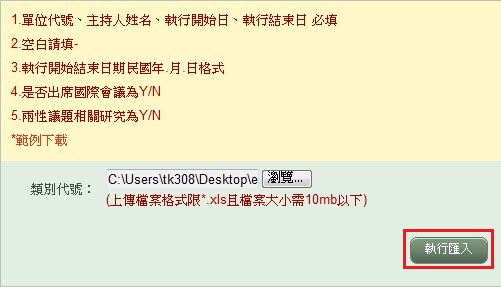 1.單位代號、主持人姓名、執行開始日、執行結束日 必填
2.空白請填-
3.執行開始結束日期民國年.月.日格式
4.是否出席國際會議為Y/N
5.兩性議題相關研究為Y/N
*範例下載
類別代號： C:\Users\tk308\Desktop\e 瀏覽...
(上傳檔案格式限*.xls且檔案大小需10mb以下)
執行匯入